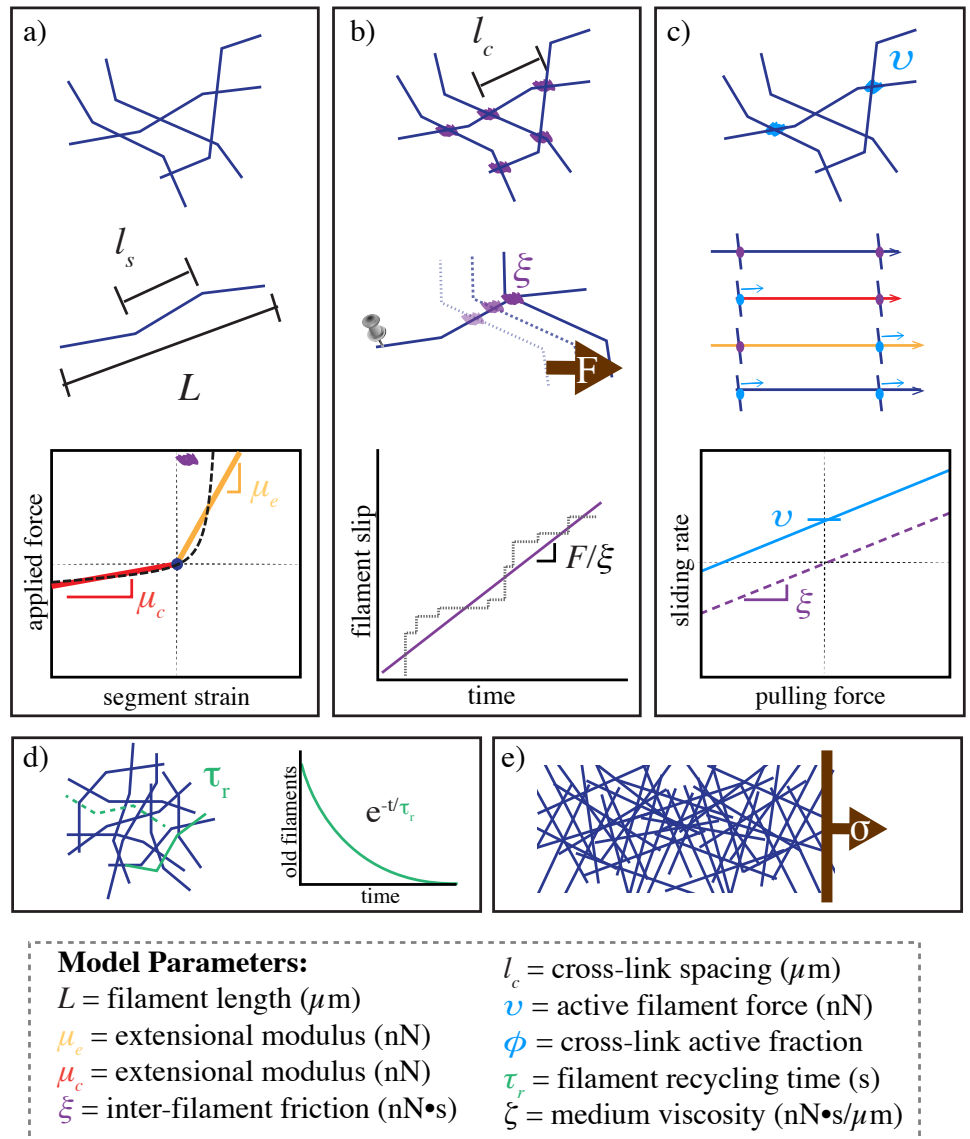 a)
l_s
L
applied force
μ_e
μ_c
segment strain
b)
l_c
ξ
F
filament slip
F/ξ
time
c)
υ
sliding rate
υ
ξ
pulling force
d)
τ_r
old filaments
e^{-t/τ_r}
time
e)
σ
Model Parameters:
L = filament length (μm)
μ_e = extensional modulus (nN)
μ_c = extensional modulus (nN)
ξ = inter-filament friction (nN•s)
l_c = cross-link spacing (μm)
υ = active filament force (nN)
ϕ = cross-link active fraction
τ_r = filament recycling time (s)
ζ = medium viscosity (nN•s/μm)